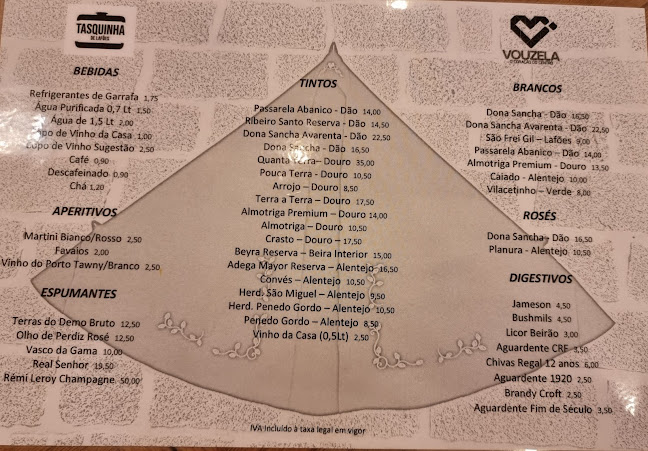 TASQUINHA
DE LAFÕES
BEBIDAS
Refrigerantes de Garrafa 1,75
Água Purificada 0,7 Lt 1,50
Água de 1,5 Lt 2,00
Copo de Vinho da Casa 1,00
Copo de Vinho Sugestão 2,50
Café 0,90
Descafeinado 0,90
Chá 1,20
APERITIVOS
Martini Bianco/Rosso 2,50
Favaios 2,00
Vinho do Porto Tawny/Branco 2,50
ESPUMANTES
Terras do Demo Bruto 12,50
Olho de Perdiz Rosé 12,50
Vasco da Gama 10,00
Real Senhor 19,50
Rémi Leroy Champagne 50,00
TINTOS
Passarela Abanico - Dão 14,00
Ribeiro Santo Reserva - Dão 14,50
Dona Sancha Avarenta - Dão 22,50
Dona Sancha - Dão 16,50
Quanta Terra– Douro 35,00
Pouca Terra - Douro 10,50
Arrojo – Douro 8,50
Terra a Terra – Douro 17,50
Almotriga Premium – Douro 14,00
Almotriga – Douro 10,50
Crasto – Douro 17,50
Beyra Reserva – Beira Interior 15,00
Adega Mayor Reserva – Alentejo 16,50
Convés – Alentejo 10,50
Herd. São Miguel – Alentejo 9,50
Herd. Penedo Gordo – Alentejo 10,50
Penedo Gordo – Alentejo 8,50
Vinho da Casa (0,5Lt) 2,50
IVA Incluído à taxa legal em vigor
VOUZELA
O CORAÇÃO DO CENTRO
BRANCOS
Dona Sancha - Dão 16,50
Dona Sancha Avarenta - Dão 22,50
São Frei Gil – Lafões 9,00
Passarela Abanico – Dão 14,00
Almotriga Premium - Douro 13,50
Caiado - Alentejo 10,00
Vilacetinho – Verde 8,00
ROSÉS
Dona Sancha - Dão 16,50
Planura - Alentejo 10,50
DIGESTIVOS
Jameson 4,50
Bushmils 4,50
Licor Beirão 3,00
Aguardente CRF 3,50
Chivas Regal 12 anos 6,00
Aguardente 1920 2,50
Brandy Croft 2,50
Aguardente Fim de Século 3,50